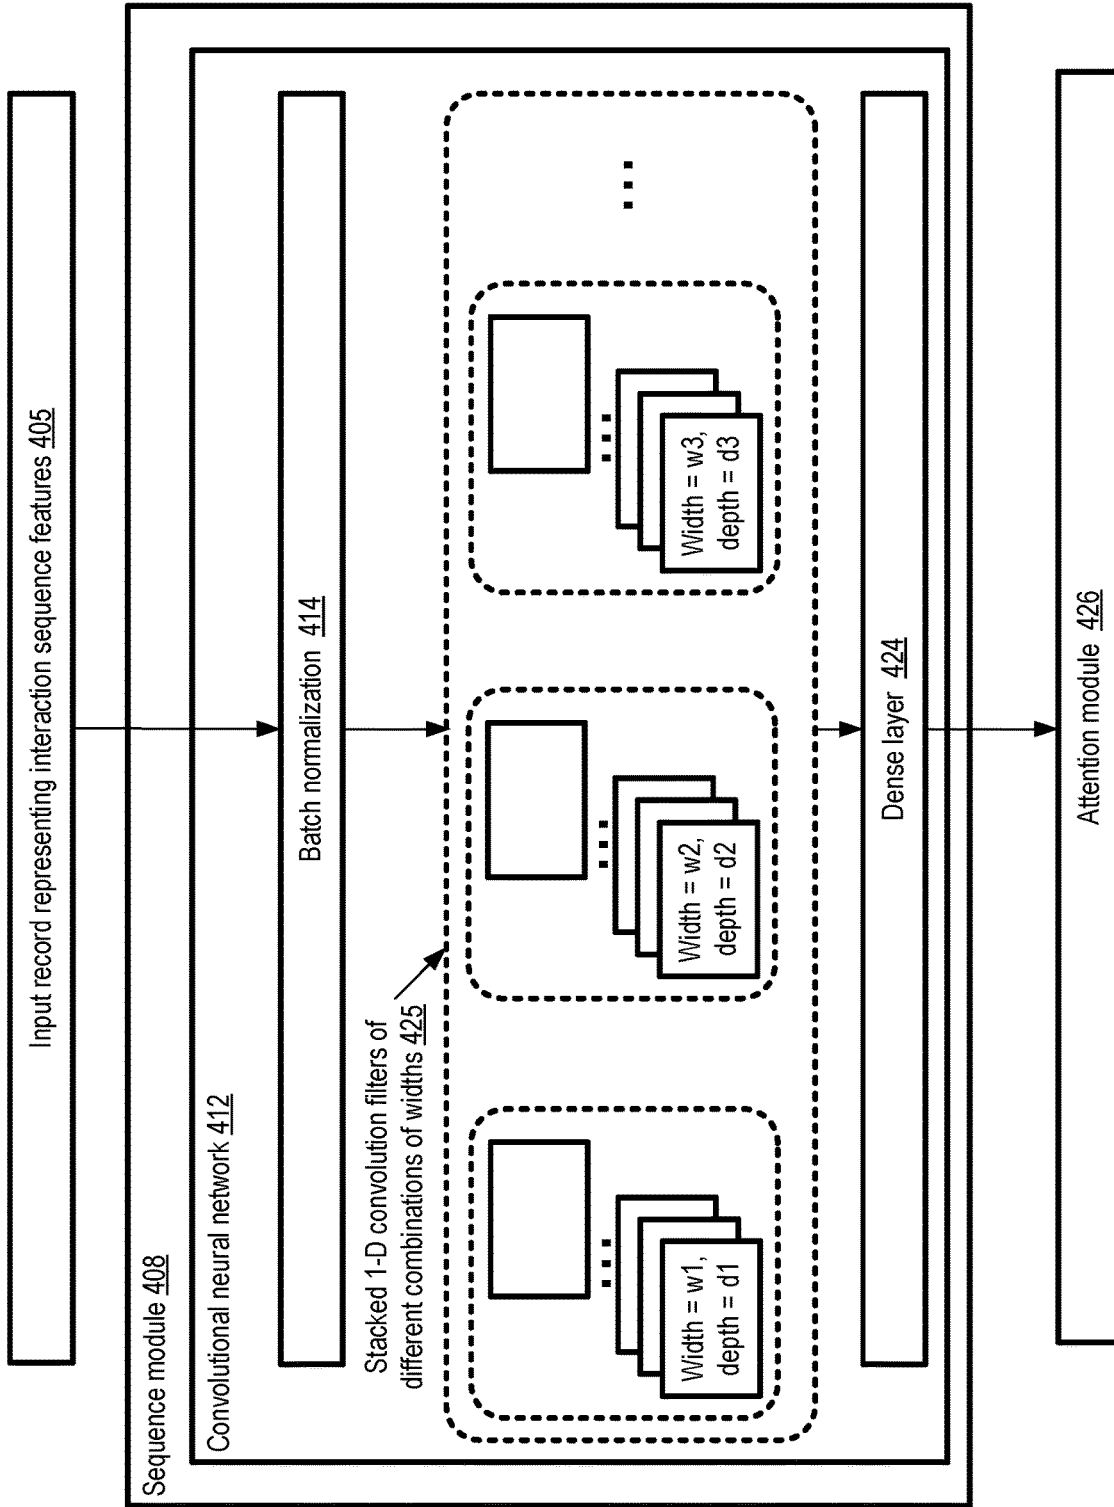 Input record representing interaction sequence features 405
Sequence module 408
Convolutional neural network 412
Batch normalization 414
Stacked 1-D convolution filters of
different combinations of widths 425
Width = w1,
depth = d1
Width = w2,
depth = d2
Width = w3,
depth = d3
Dense layer 424
Attention module 426